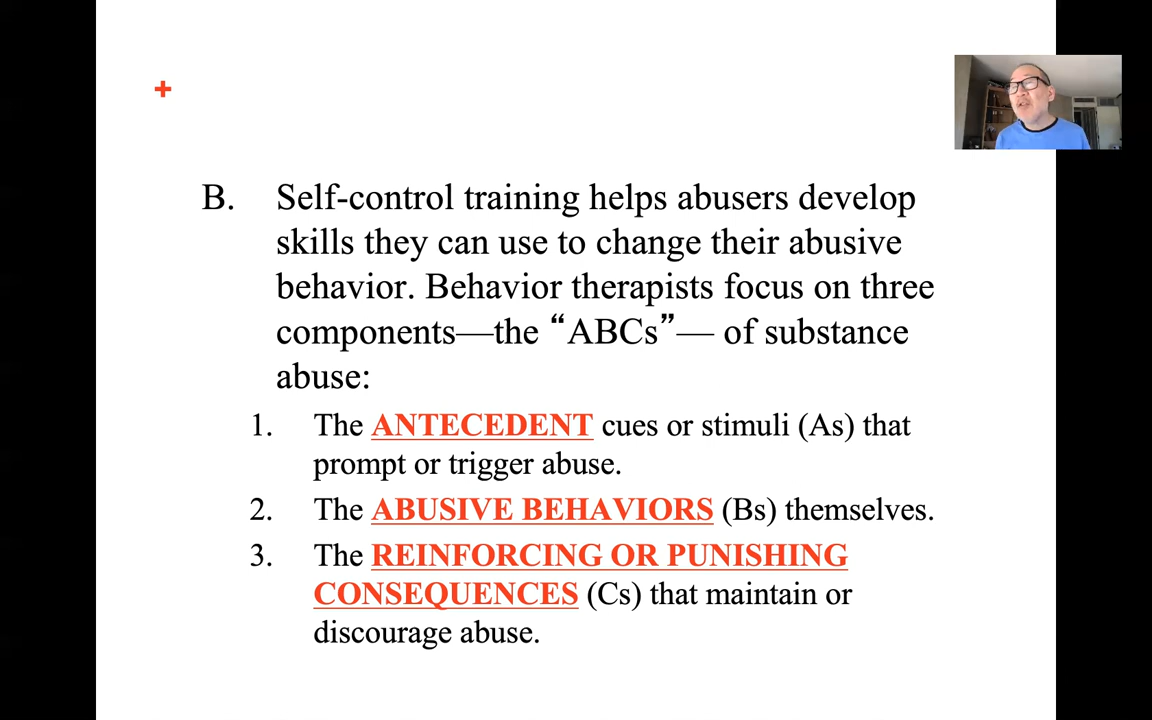 +
B. Self-control training helps abusers develop
skills they can use to change their abusive
behavior. Behavior therapists focus on three
components—the “ABCs”— of substance
abuse:
1. The ANTECEDENT cues or stimuli (As) that
prompt or trigger abuse.
2. The ABUSIVE BEHAVIORS (Bs) themselves.
3. The REINFORCING OR PUNISHING
CONSEQUENCES (Cs) that maintain or
discourage abuse.